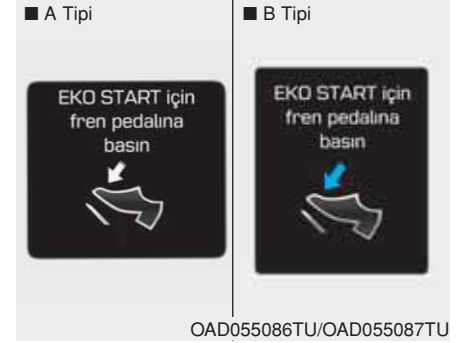 ■ A Tipi
EKO START için
fren pedalına
basın
■ B Tipi
EKO START için
fren pedalına
basın
OAD055086TU/OAD055087TU